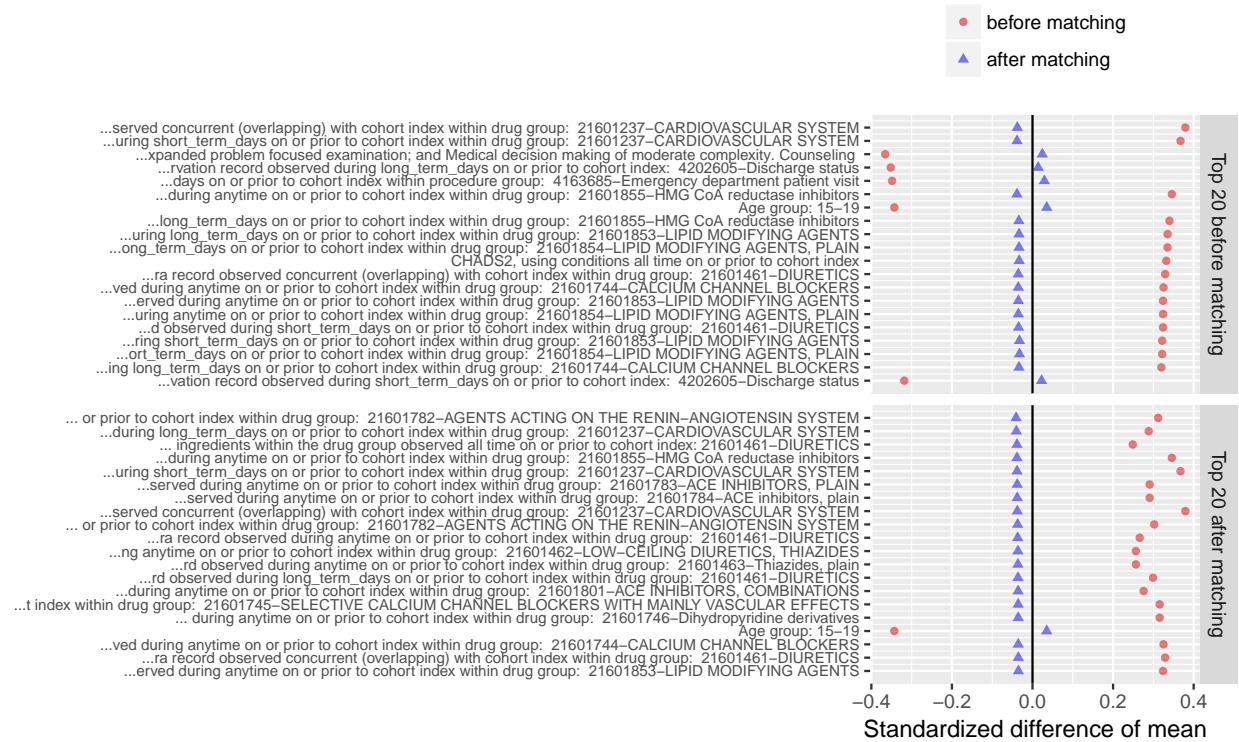 before matching
after matching
...served concurrent (overlapping) with cohort index within drug group:  21601237−CARDIOVASCULAR SYSTEM
...uring short_term_days on or prior to cohort index within drug group:  21601237−CARDIOVASCULAR SYSTEM
...xpanded problem focused examination; and Medical decision making of moderate complexity. Counseling
...rvation record observed during long_term_days on or prior to cohort index:  4202605−Discharge status
...days on or prior to cohort index within procedure group:  4163685−Emergency department patient visit
...during anytime on or prior to cohort index within drug group:  21601855−HMG CoA reductase inhibitors
Age group: 15−19
...long_term_days on or prior to cohort index within drug group:  21601855−HMG CoA reductase inhibitors
...uring long_term_days on or prior to cohort index within drug group:  21601853−LIPID MODIFYING AGENTS
...ong_term_days on or prior to cohort index within drug group:  21601854−LIPID MODIFYING AGENTS, PLAIN
CHADS2, using conditions all time on or prior to cohort index
...ra record observed concurrent (overlapping) with cohort index within drug group:  21601461−DIURETICS
...ved during anytime on or prior to cohort index within drug group:  21601744−CALCIUM CHANNEL BLOCKERS
...erved during anytime on or prior to cohort index within drug group:  21601853−LIPID MODIFYING AGENTS
...uring anytime on or prior to cohort index within drug group:  21601854−LIPID MODIFYING AGENTS, PLAIN
...d observed during short_term_days on or prior to cohort index within drug group:  21601461−DIURETICS
...ring short_term_days on or prior to cohort index within drug group:  21601853−LIPID MODIFYING AGENTS
...ort_term_days on or prior to cohort index within drug group:  21601854−LIPID MODIFYING AGENTS, PLAIN
...ing long_term_days on or prior to cohort index within drug group:  21601744−CALCIUM CHANNEL BLOCKERS
...vation record observed during short_term_days on or prior to cohort index:  4202605−Discharge status
Top 20 before matching
... or prior to cohort index within drug group:  21601782−AGENTS ACTING ON THE RENIN−ANGIOTENSIN SYSTEM
...during long_term_days on or prior to cohort index within drug group:  21601237−CARDIOVASCULAR SYSTEM
... ingredients within the drug group observed all time on or prior to cohort index: 21601461−DIURETICS
...during anytime on or prior to cohort index within drug group:  21601855−HMG CoA reductase inhibitors
...uring short_term_days on or prior to cohort index within drug group:  21601237−CARDIOVASCULAR SYSTEM
...served during anytime on or prior to cohort index within drug group:  21601783−ACE INHIBITORS, PLAIN
...served during anytime on or prior to cohort index within drug group:  21601784−ACE inhibitors, plain
...served concurrent (overlapping) with cohort index within drug group:  21601237−CARDIOVASCULAR SYSTEM
... or prior to cohort index within drug group:  21601782−AGENTS ACTING ON THE RENIN−ANGIOTENSIN SYSTEM
...ra record observed during anytime on or prior to cohort index within drug group:  21601461−DIURETICS
...ng anytime on or prior to cohort index within drug group:  21601462−LOW−CEILING DIURETICS, THIAZIDES
...rd observed during anytime on or prior to cohort index within drug group:  21601463−Thiazides, plain
...rd observed during long_term_days on or prior to cohort index within drug group:  21601461−DIURETICS
...during anytime on or prior to cohort index within drug group:  21601801−ACE INHIBITORS, COMBINATIONS
...t index within drug group:  21601745−SELECTIVE CALCIUM CHANNEL BLOCKERS WITH MAINLY VASCULAR EFFECTS
... during anytime on or prior to cohort index within drug group:  21601746−Dihydropyridine derivatives
Age group: 15−19
...ved during anytime on or prior to cohort index within drug group:  21601744−CALCIUM CHANNEL BLOCKERS
...ra record observed concurrent (overlapping) with cohort index within drug group:  21601461−DIURETICS
...erved during anytime on or prior to cohort index within drug group:  21601853−LIPID MODIFYING AGENTS
Top 20 after matching
−0.4 −0.2 0.0 0.2 0.4
Standardized difference of mean